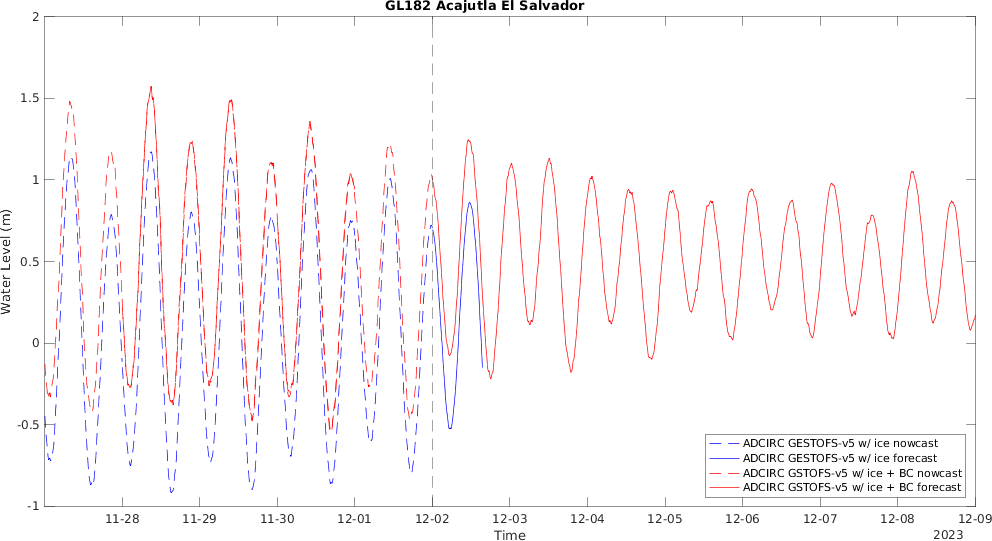 GL182 Acajutla El Salvador
2
1.5
1
0.5
0
-0.5
-1
Water Level (m)
11-28 11-29 11-30 12-01 12-02 12-03 12-04 12-05 12-06 12-07 12-08 12-09
Time
2023
ADCIRC GESTOFS-v5 w/ ice nowcast
ADCIRC GESTOFS-v5 w/ ice forecast
ADCIRC GSTOFS-v5 w/ ice + BC nowcast
ADCIRC GSTOFS-v5 w/ ice + BC forecast